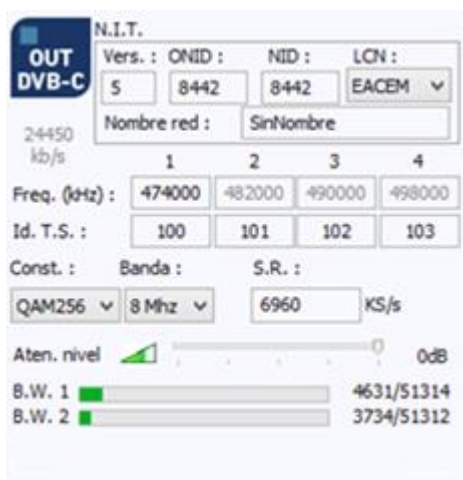 N.I.T.
OUT
DVB-C
Vers. : ONID : NID : LCN :
5 8442 8442 EACEM
Nombre red : SinNombre
24450
kb/s
1 2 3 4
Freq. (kHz) : 474000 482000 490000 498000
Id. T.S. : 100 101 102 103
Const. : Banda : S.R. :
QAM256 8 Mhz 6960 KS/s
Aten. nivel 0dB
B.W. 1 4631/51314
B.W. 2 3734/51312